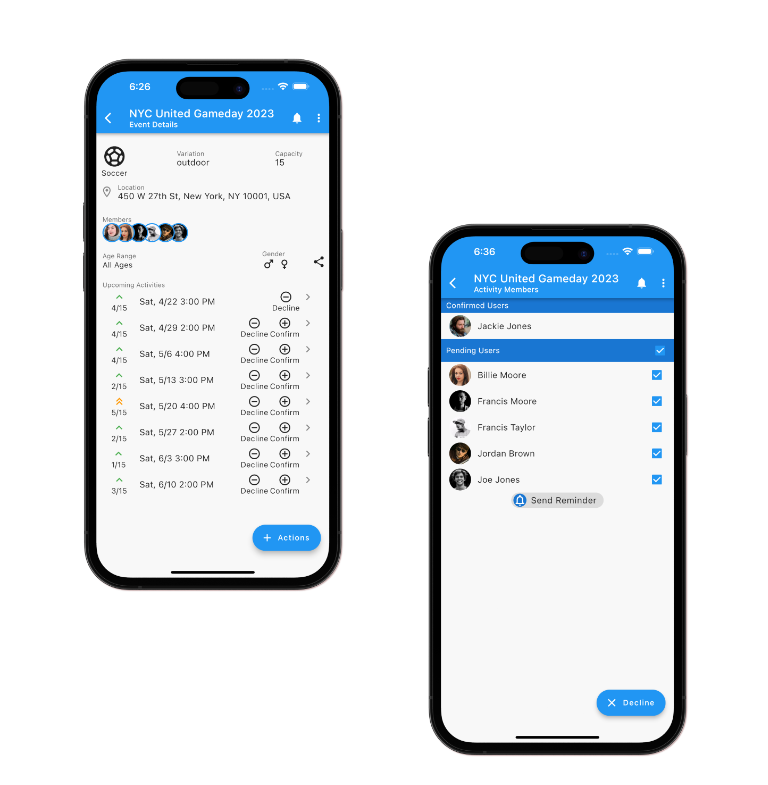 6:26
NYC United Gameday 2023
Event Details
Variation
Capacity
outdoor
15
Soccer
Location
450 W 27th St, New York, NY 10001, USA
Members
Age Range
Gender
All Ages
Upcoming Activities
4/15 Sat, 4/22 3:00 PM Decline
4/15 Sat, 4/29 2:00 PM Decline Confirm
4/15 Sat, 5/6 4:00 PM Decline Confirm
2/15 Sat, 5/13 3:00 PM Decline Confirm
5/15 Sat, 5/20 4:00 PM Decline Confirm
2/15 Sat, 5/27 2:00 PM Decline Confirm
1/15 Sat, 6/3 3:00 PM Decline Confirm
3/15 Sat, 6/10 2:00 PM Decline Confirm
+ Actions
6:36
NYC United Gameday 2023
Activity Members
Confirmed Users
Jackie Jones
Pending Users
Billie Moore
Francis Moore
Francis Taylor
Jordan Brown
Joe Jones
Send Reminder
Decline